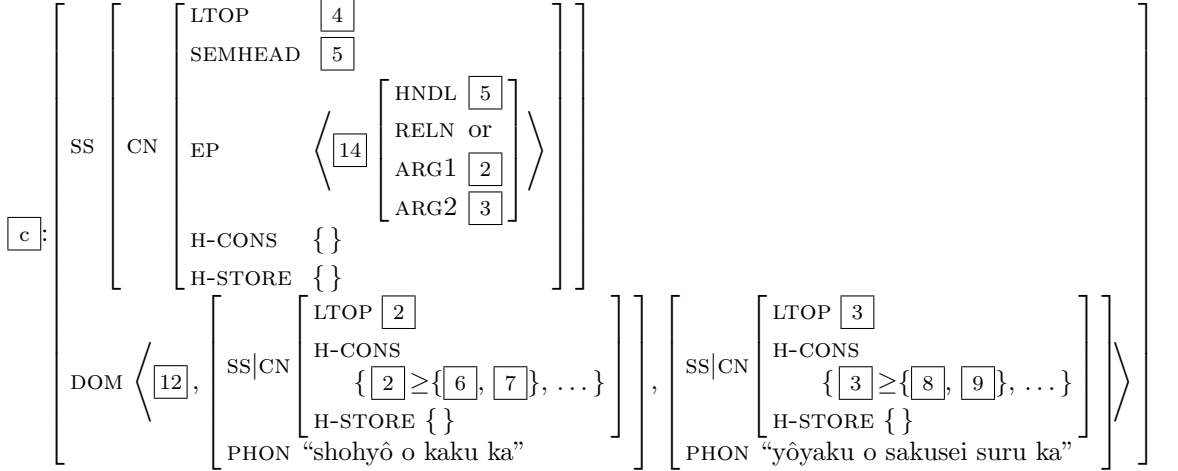 LTOP 4
SEMHEAD 5
HNDL 5
RELN or
SS CN EP ⟨ 14 ARG1 2 ⟩
ARG2 3
c :
H-CONS { }
H-STORE { }
LTOP 2 LTOP 3
H-CONS H-CONS
SS|CN SS|CN
DOM ⟨ 12 , { 2 ≥{ 6 , 7 }, . . . } , { 3 ≥{ 8 , 9 }, . . . } ⟩
H-STORE { } H-STORE { }
PHON “shohyô o kaku ka” PHON “yôyaku o sakusei suru ka”